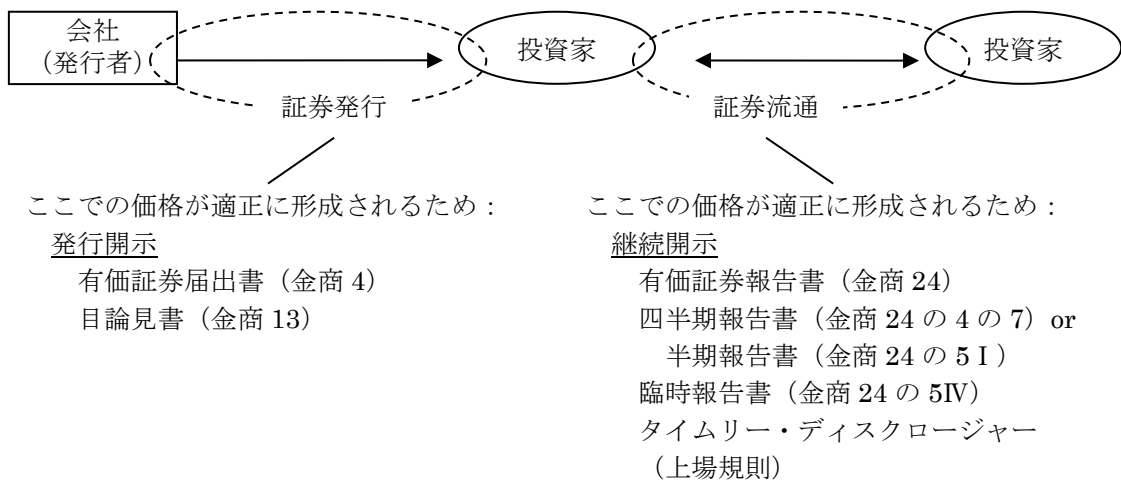 会社
(発行者)
投資家
投資家
証券発行
証券流通
ここでの価格が適正に形成されるため：
発行開示
有価証券届出書（金商 4）
目論見書（金商 13）
ここでの価格が適正に形成されるため：
継続開示
有価証券報告書（金商 24）
四半期報告書（金商 24 の 4 の 7）or
半期報告書（金商 24 の 5Ⅰ）
臨時報告書（金商 24 の 5Ⅳ）
タイムリー・ディスクロージャー
（上場規則）